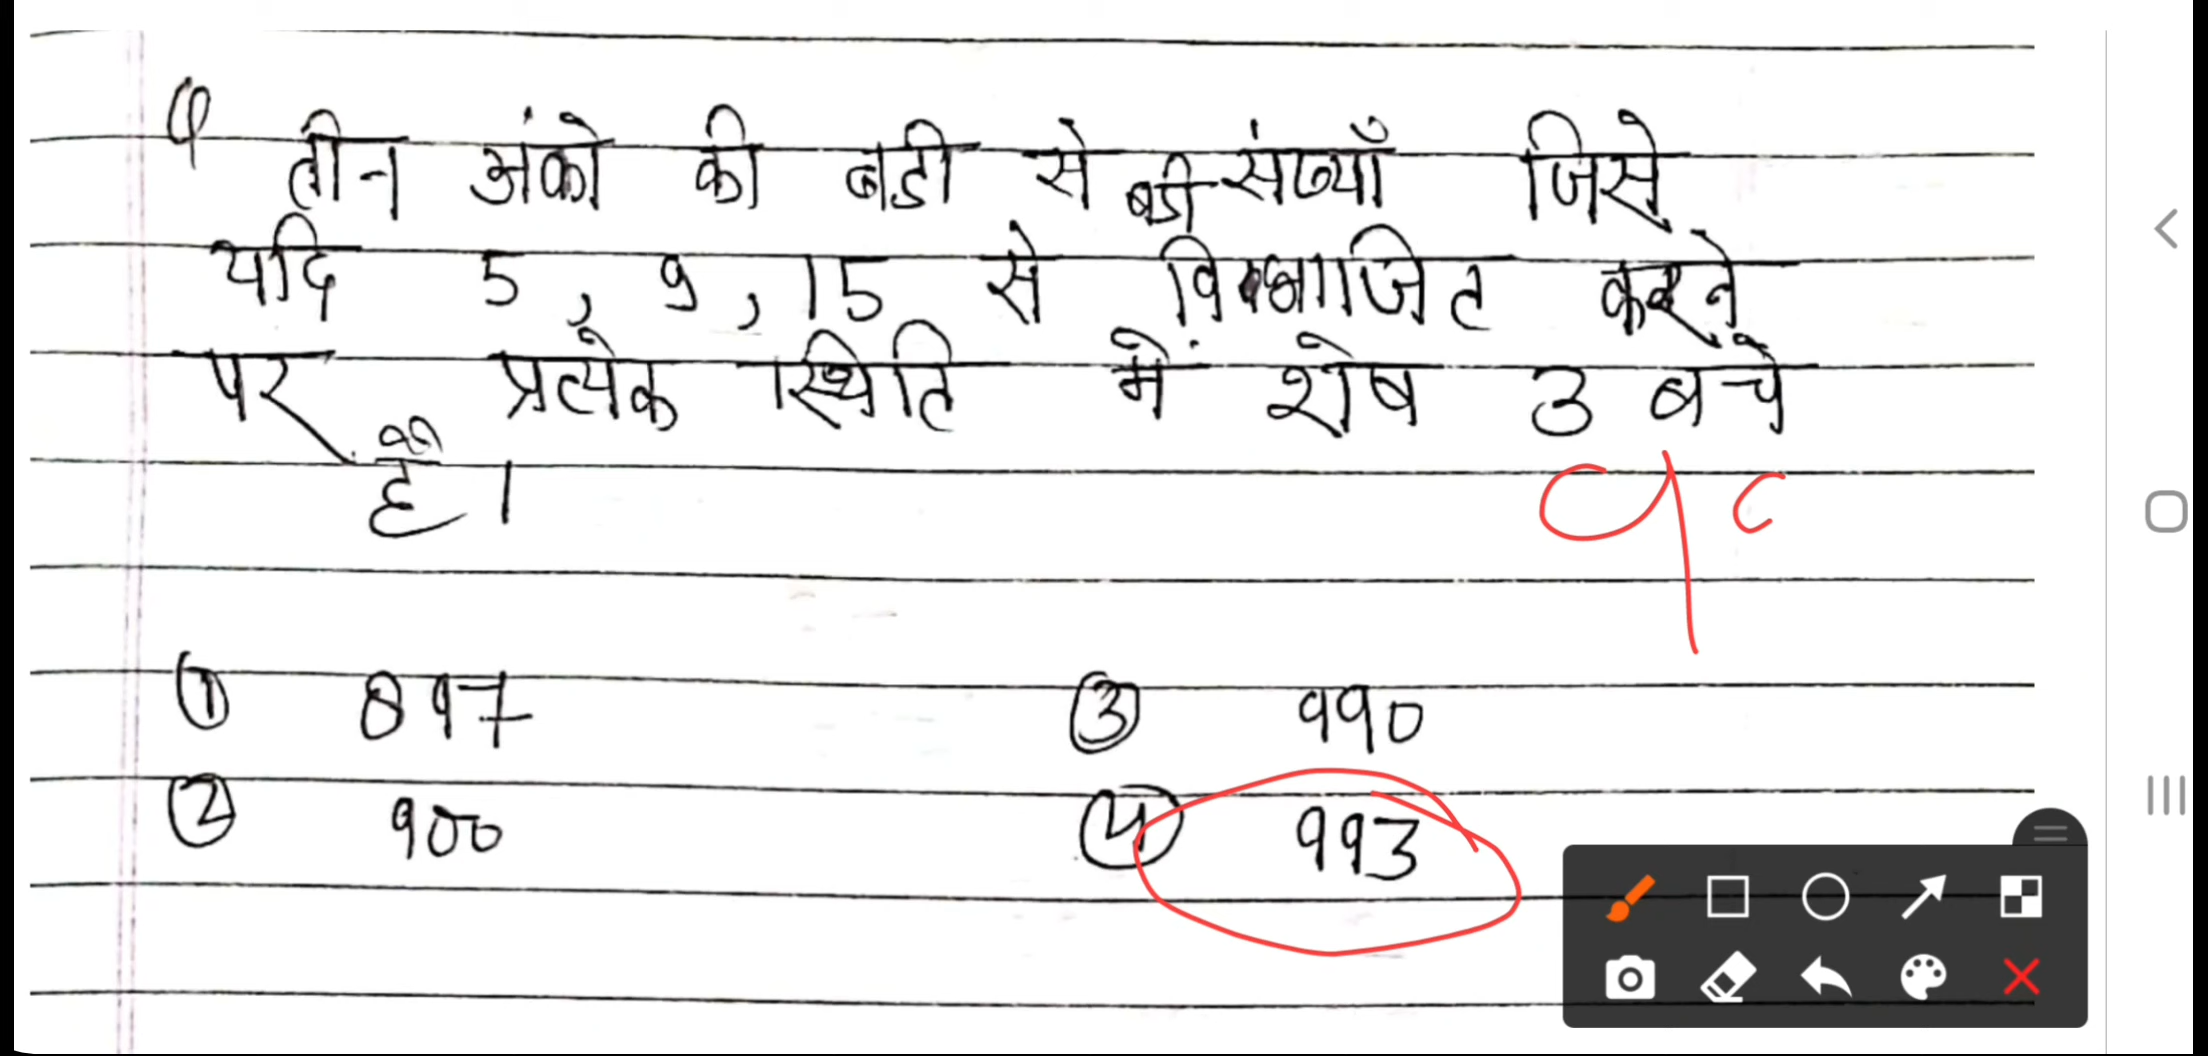 Q तीन अंको की बडी से बडी संख्याँ जिसे
यदि 5, 9, 15 से विभाजित करने
पर प्रत्येक स्थिति में शेष 3 बचे
है।
9c
① 897
③ 990
② 900
④ 993